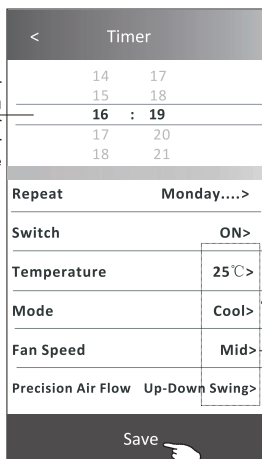 < Timer
14 17
15 18
16 : 19
17 20
18 21
Repeat Monday....>
Switch ON>
Temperature 25℃>
Mode Cool>
Fan Speed Mid>
Precision Air Flow Up-Down Swing>
Save